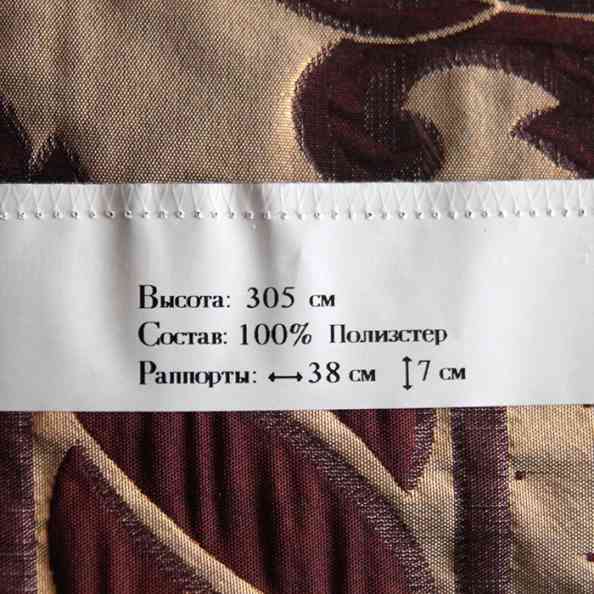 Высота: 305 см
Состав: 100% Полиэстер
Раппорты: ↔38 см ↕7 см